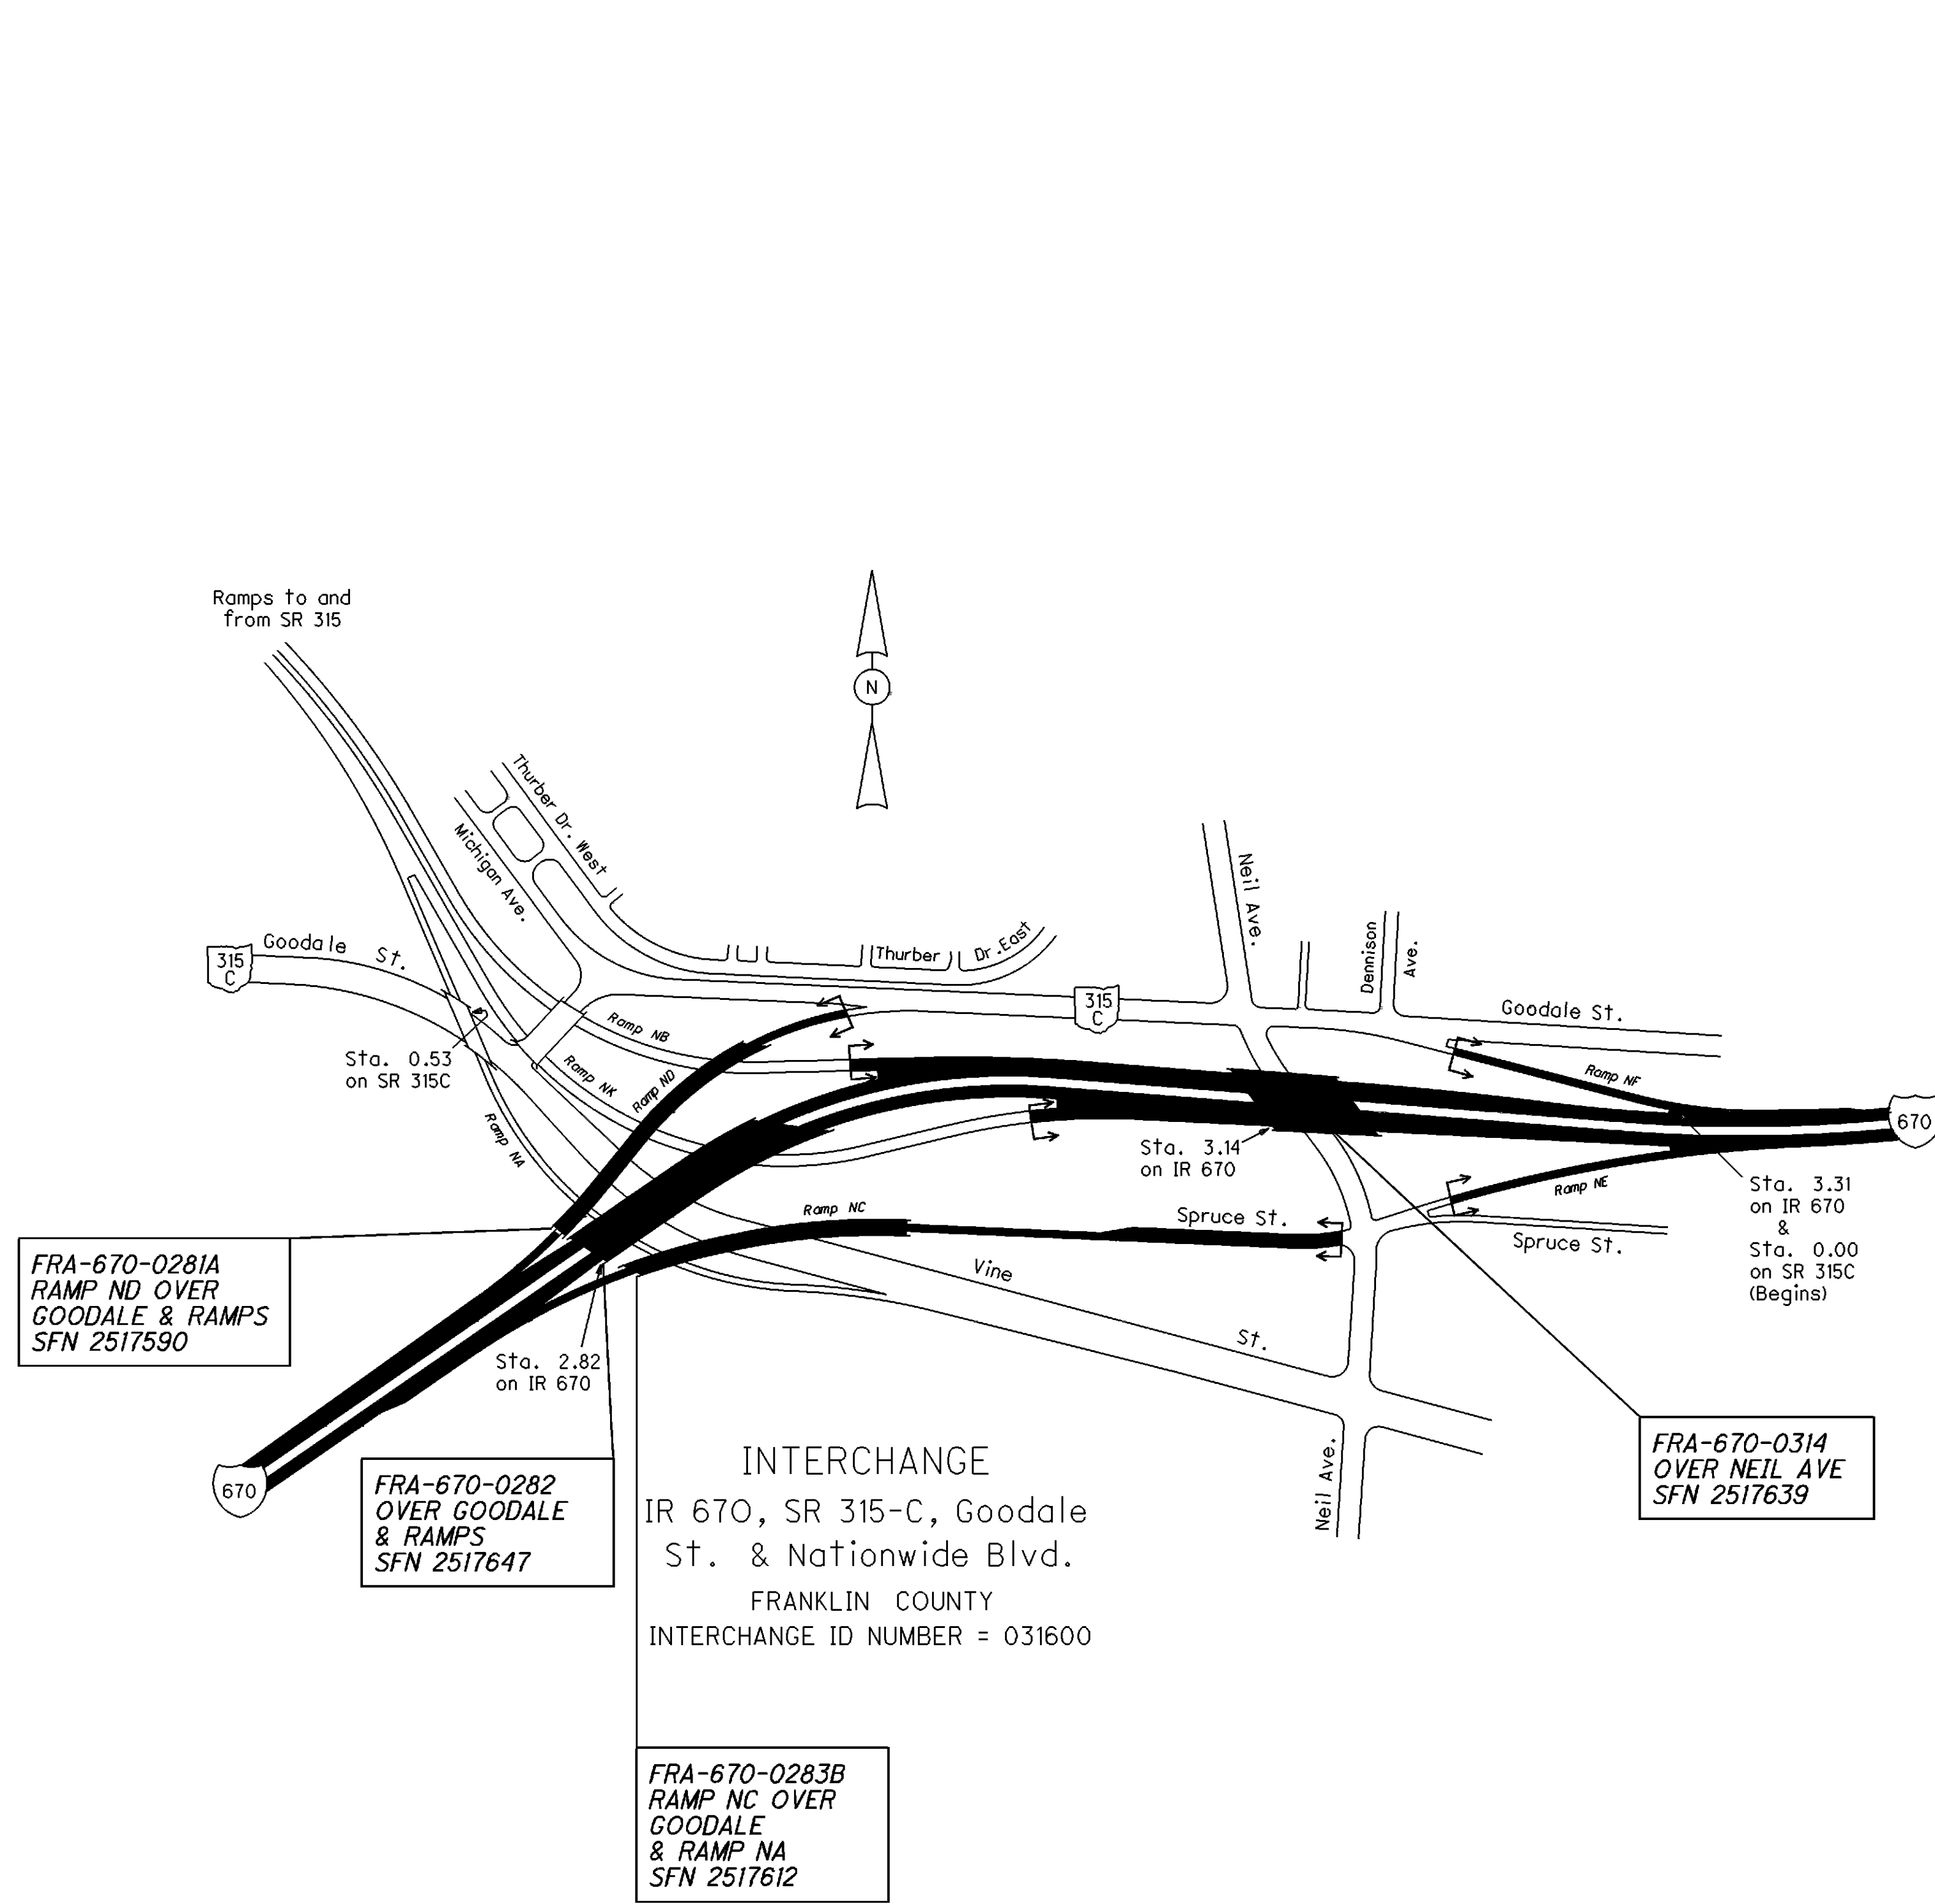 Ramps to and
from SR 315
N
Thurber Dr. West
Michigan Ave.
Neil Ave.
Dennison
Ave.
Thurber
Dr. East
315
C
Goodale
St.
315
C
Goodale St.
Ramp NB
Sta. 0.53
on SR 315C
Ramp NK
Ramp ND
Ramp NF
670
Ramp NA
Sta. 3.14
on IR 670
Ramp NE
Sta. 3.31
on IR 670
&
Sta. 0.00
on SR 315C
(Begins)
Ramp NC
Spruce St.
Spruce St.
FRA-670-0281A
RAMP ND OVER
GOODALE & RAMPS
SFN 2517590
Vine
St.
Sta. 2.82
on IR 670
670
FRA-670-0282
OVER GOODALE
& RAMPS
SFN 2517647
Neil Ave.
FRA-670-0314
OVER NEIL AVE
SFN 2517639
INTERCHANGE
IR 670, SR 315-C, Goodale
St. & Nationwide Blvd.
FRANKLIN COUNTY
INTERCHANGE ID NUMBER = 031600
FRA-670-0283B
RAMP NC OVER
GOODALE
& RAMP NA
SFN 2517612